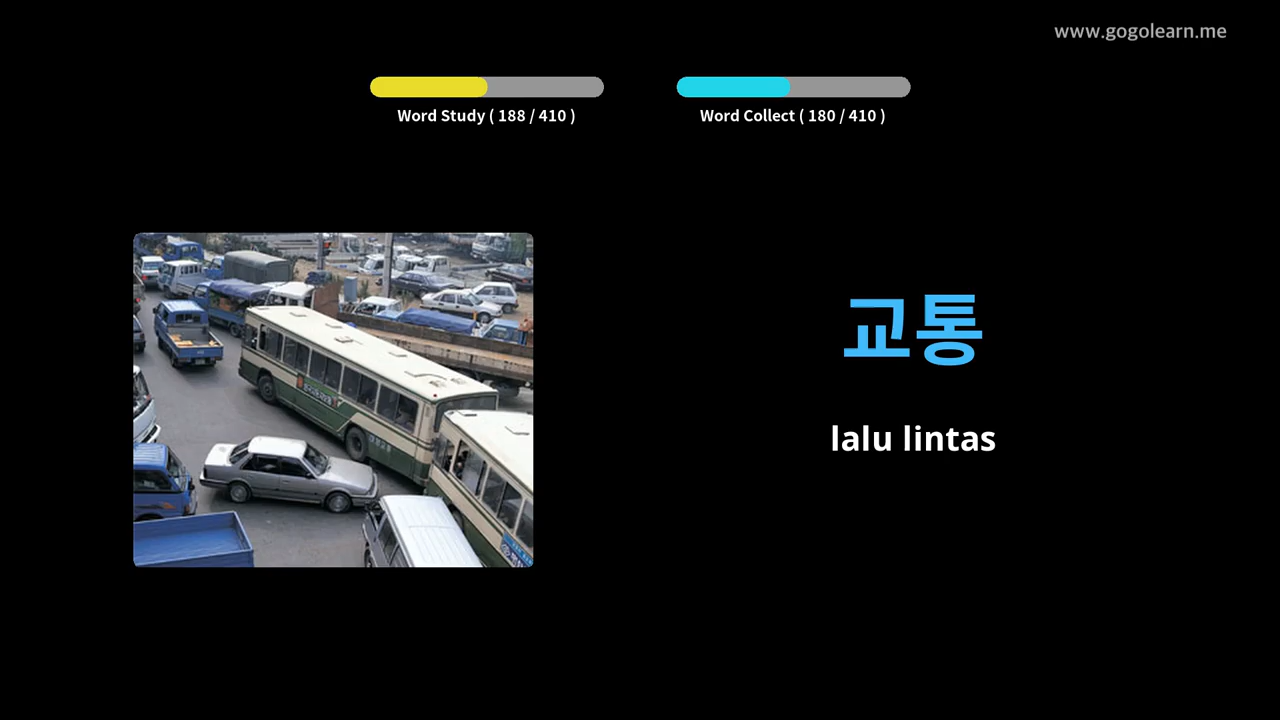 www.gogolearn.me
Word Study ( 188 / 410 )
Word Collect ( 180 / 410 )
교통
lalu lintas